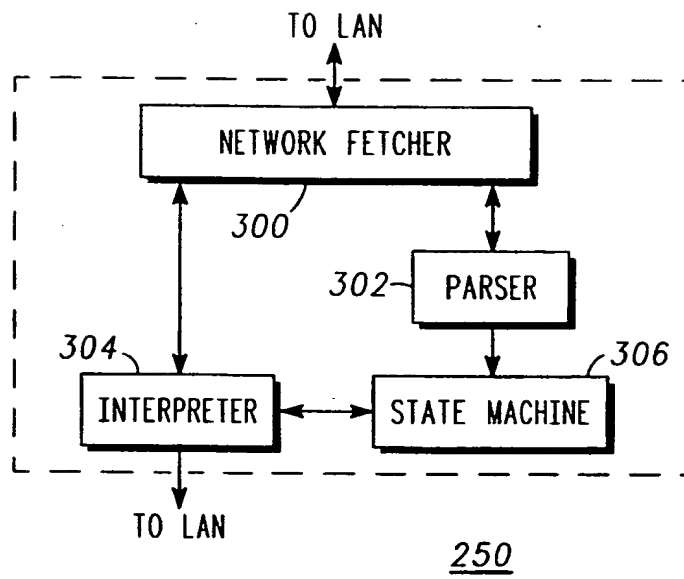 TO LAN
NETWORK FETCHER
300
302
PARSER
304
306
INTERPRETER
STATE MACHINE
TO LAN
250